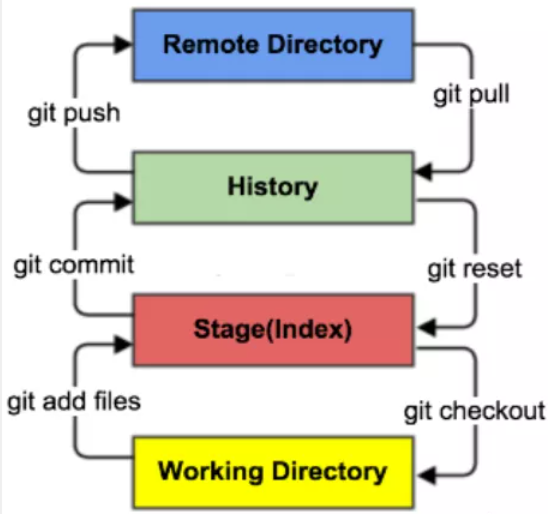 Remote Directory
git push
git pull
History
git commit
git reset
Stage(Index)
git add files
git checkout
Working Directory